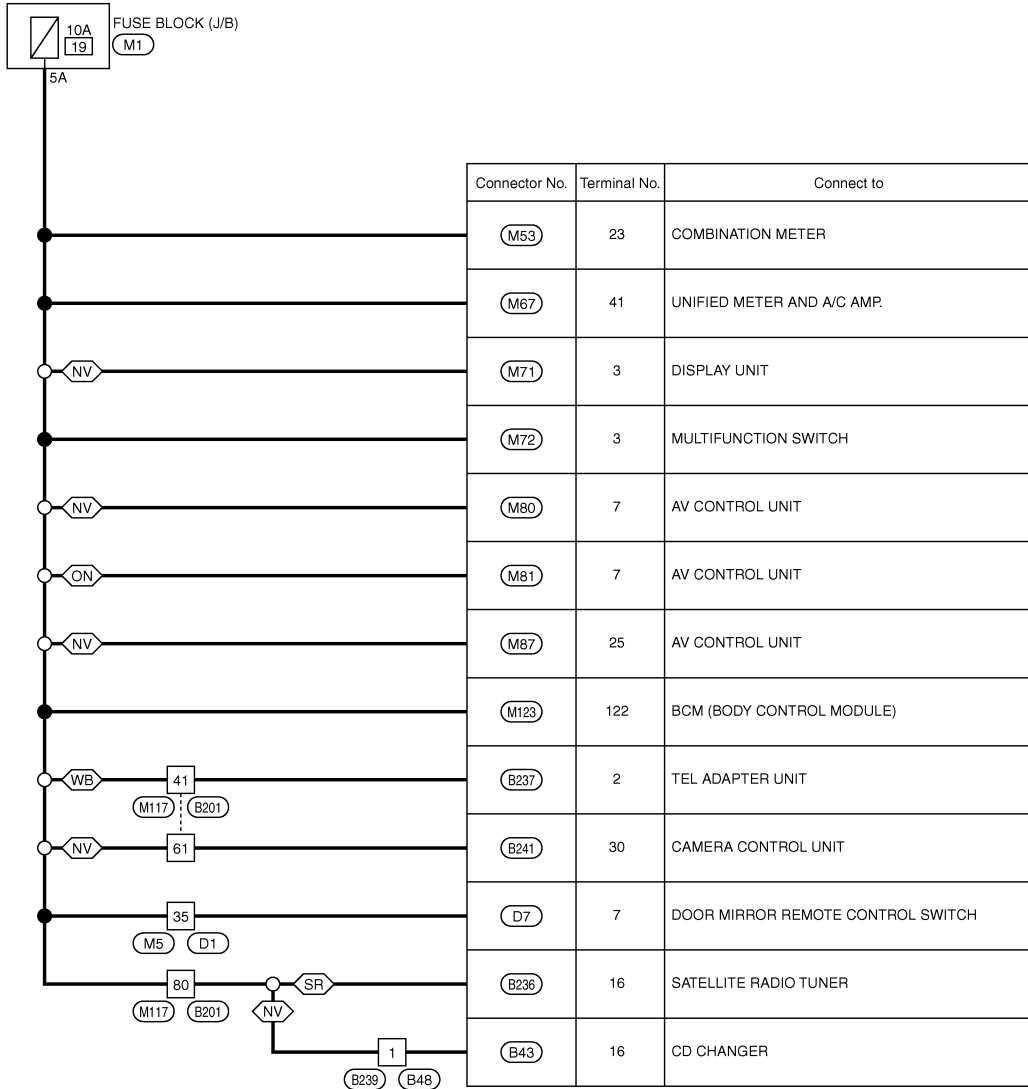 10A
19
FUSE BLOCK (J/B)
M1
5A
Connector No. Terminal No. Connect to
M53 23 COMBINATION METER
M67 41 UNIFIED METER AND A/C AMP.
NV M71 3 DISPLAY UNIT
M72 3 MULTIFUNCTION SWITCH
NV M80 7 AV CONTROL UNIT
ON M81 7 AV CONTROL UNIT
NV M87 25 AV CONTROL UNIT
M123 122 BCM (BODY CONTROL MODULE)
WB 41 B237 2 TEL ADAPTER UNIT
M117 B201
NV 61 B241 30 CAMERA CONTROL UNIT
35 D7 7 DOOR MIRROR REMOTE CONTROL SWITCH
M5 D1
80 SR B236 16 SATELLITE RADIO TUNER
M117 B201 NV
1 B43 16 CD CHANGER
B239 B48